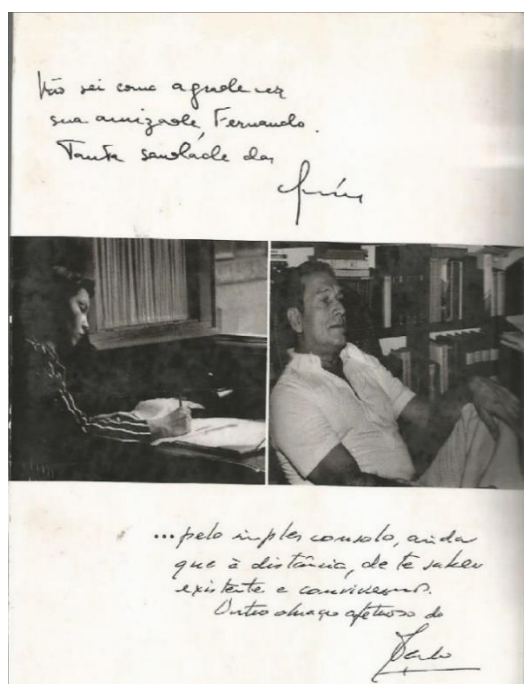 Não sei como agradecer
sua amizade, Fernando.
Tanta saudade da
...pelo simples consolo, ainda
que à distância, de te saber
existente e convivermos.
Outro abraço afetuoso do